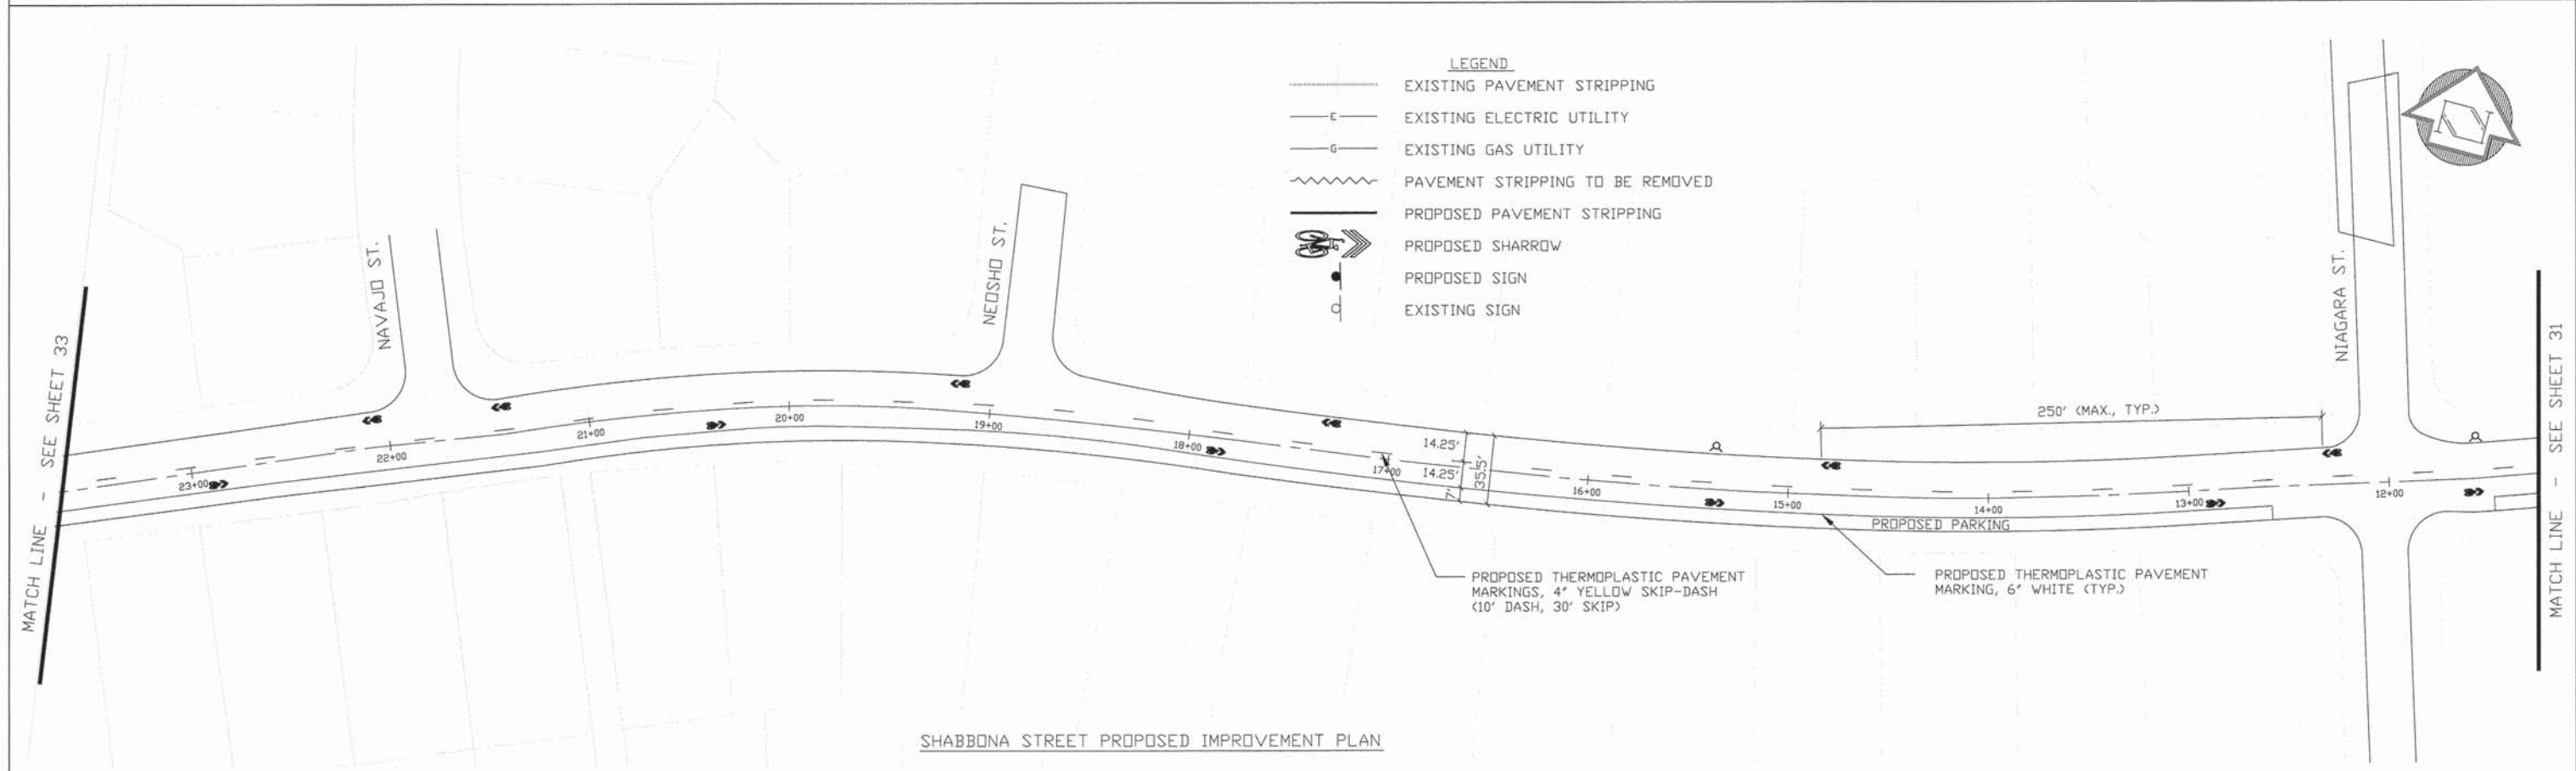 LEGEND
EXISTING PAVEMENT STRIPPING
E
EXISTING ELECTRIC UTILITY
G
EXISTING GAS UTILITY
PAVEMENT STRIPPING TO BE REMOVED
PROPOSED PAVEMENT STRIPPING
PROPOSED SHARROW
PROPOSED SIGN
EXISTING SIGN
MATCH LINE - SEE SHEET 33
NAVAJO ST.
NEOSHO ST.
NIAGARA ST.
MATCH LINE - SEE SHEET 31
250' (MAX., TYP.)
23+00
22+00
21+00
20+00
19+00
18+00
17+00
14.25'
14.25'
7'
35.5'
16+00
15+00
14+00
13+00
12+00
PROPOSED PARKING
PROPOSED THERMOPLASTIC PAVEMENT
MARKINGS, 4" YELLOW SKIP-DASH
(10' DASH, 30' SKIP)
PROPOSED THERMOPLASTIC PAVEMENT
MARKING, 6" WHITE (TYP.)
SHABBONA STREET PROPOSED IMPROVEMENT PLAN